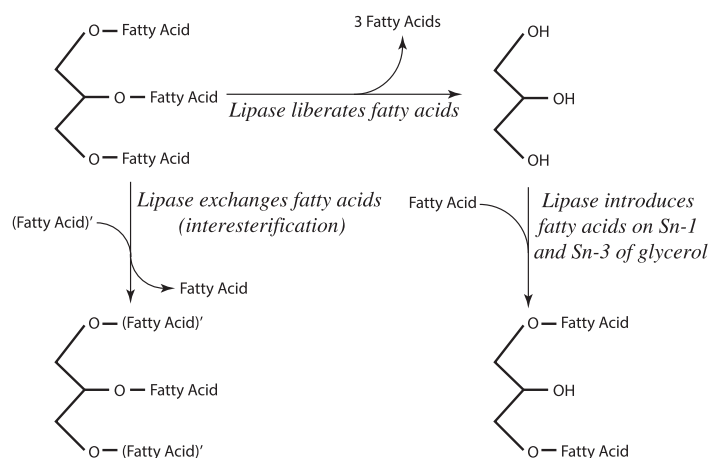 O – Fatty Acid
3 Fatty Acids
OH
O – Fatty Acid
OH
Lipase liberates fatty acids
O – Fatty Acid
OH
Lipase exchanges fatty acids
(interesterification)
(Fatty Acid)′
Fatty Acid
Fatty Acid
Lipase introduces
fatty acids on Sn-1
and Sn-3 of glycerol
O – (Fatty Acid)′
O – Fatty Acid
O – (Fatty Acid)′
O – Fatty Acid
OH
O – Fatty Acid